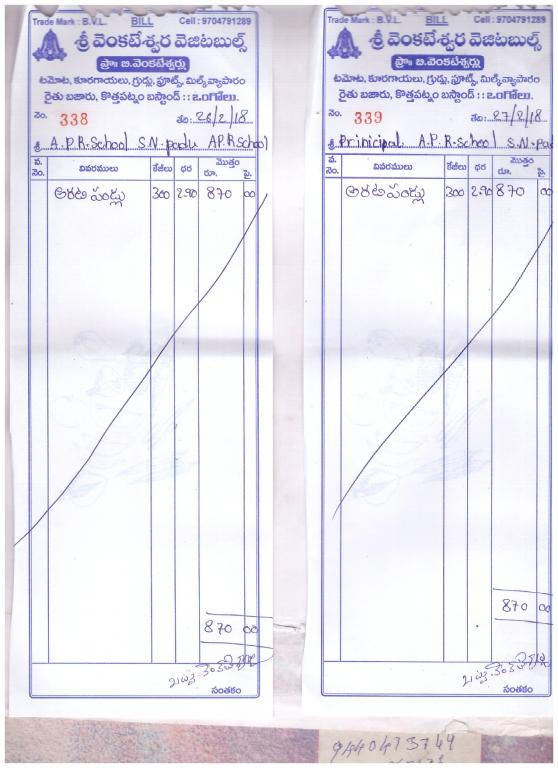 Trade Mark : B.V.L. BILL Cell : 9704791289
శ్రీ వెంకటేశ్వర వెజిటబుల్స్
ప్రొః బి.వెంకటేశ్వర్లు
టమోట, కూరగాయలు, గ్రుడ్లు, ఫ్రూట్స్, మిల్క్ వ్యాపారం
రైతు బజారు, కొత్తపట్నం బస్టాండ్ :: ఒంగోలు.
నెం. 338 తేది: 26/2/18
శ్రీ A.P.R.School S.N.padu APRSchool
వ. నెం. వివరములు కేజీలు ధర మొత్తం రూ. పై.
అరటి పండ్లు 300 2.90 870 00
870 00
సంతకం
Trade Mark : B.V.L. BILL Cell : 9704791289
శ్రీ వెంకటేశ్వర వెజిటబుల్స్
ప్రొః బి.వెంకటేశ్వర్లు
టమోట, కూరగాయలు, గ్రుడ్లు, ఫ్రూట్స్, మిల్క్ వ్యాపారం
రైతు బజారు, కొత్తపట్నం బస్టాండ్ :: ఒంగోలు.
నెం. 339 తేది: 27/2/18
శ్రీ Prinicipal A.P.R.School S.N.pad
వ. నెం. వివరములు కేజీలు ధర మొత్తం రూ. పై.
అరటి పండ్లు 300 2.90 870 00
870 00
సంతకం
9440473749